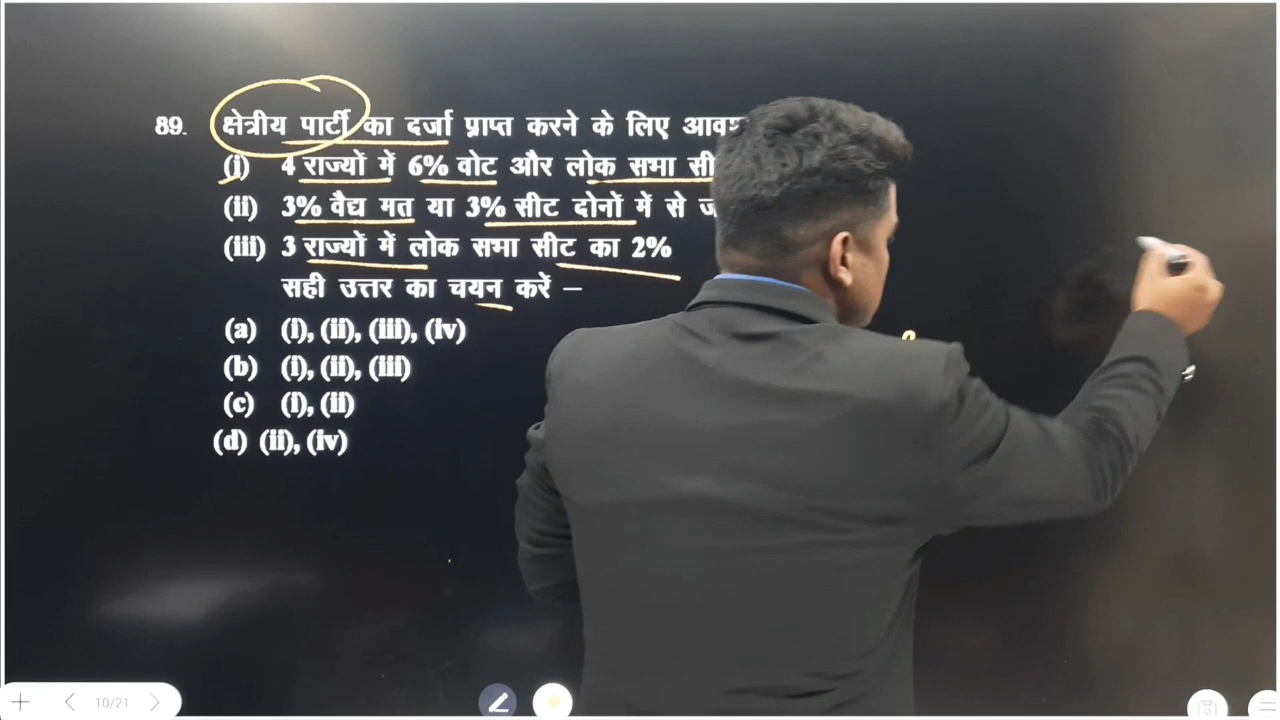 89. क्षेत्रीय पार्टी का दर्जा प्राप्त करने के लिए
(i) 4 राज्यों में 6% वोट और लोक सभा
(ii) 3% वैद्य मत या 3% सीट दोनों में से
(iii) 3 राज्यों में लोक सभा सीट का 2%
सही उत्तर का चयन करें –
(a) (i), (ii), (iii), (iv)
(b) (i), (ii), (iii)
(c) (i), (ii)
(d) (ii), (iv)
10/21